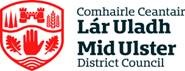 Comhairle Ceantair
Lár Uladh
Mid Ulster
District Council